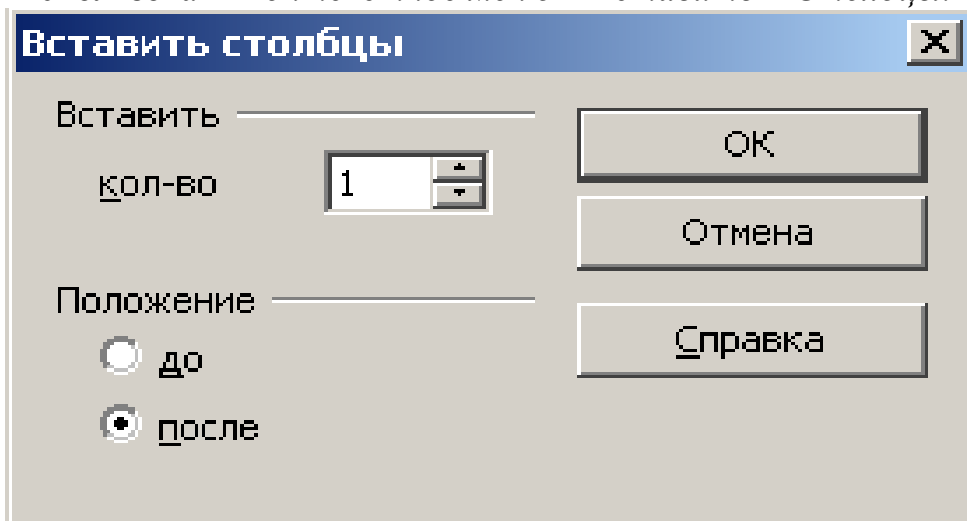 Вставить столбцы
Вставить
кол-во
1
Положение
до
после
ОК
Отмена
Справка